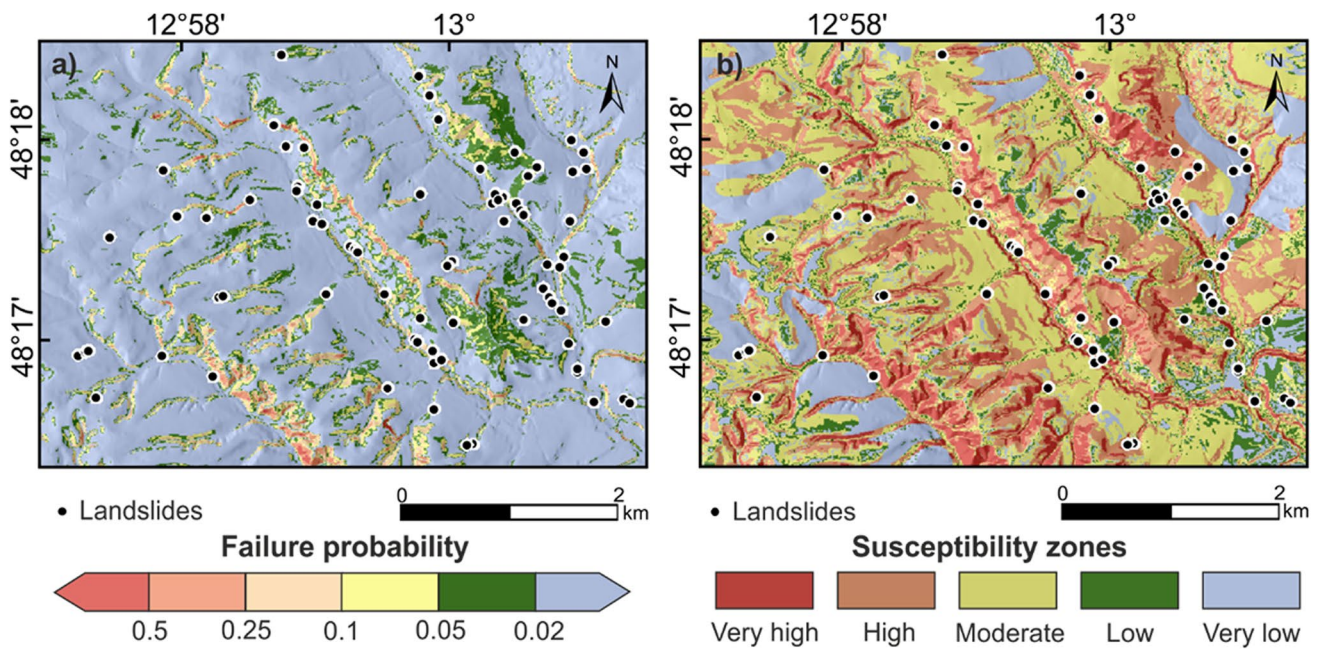 12°58' 13° 12°58' 13°
a) N b) N
48°18' 48°18'
48°17' 48°17'
Landslides 0 2 km Landslides 0 2 km
Failure probability Susceptibility zones
0.5 0.25 0.1 0.05 0.02 Very high High Moderate Low Very low